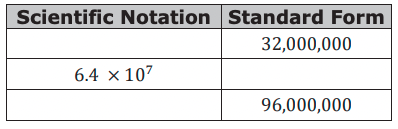 Scientific Notation Standard Form
32,000,000
6.4 × 10⁷
96,000,000